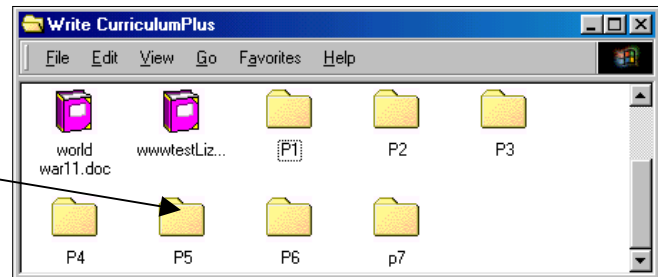 Write CurriculumPlus
File Edit View Go Favorites Help
world war11.doc
wwwtestLiz...
P1
P2
P3
P4
P5
P6
p7